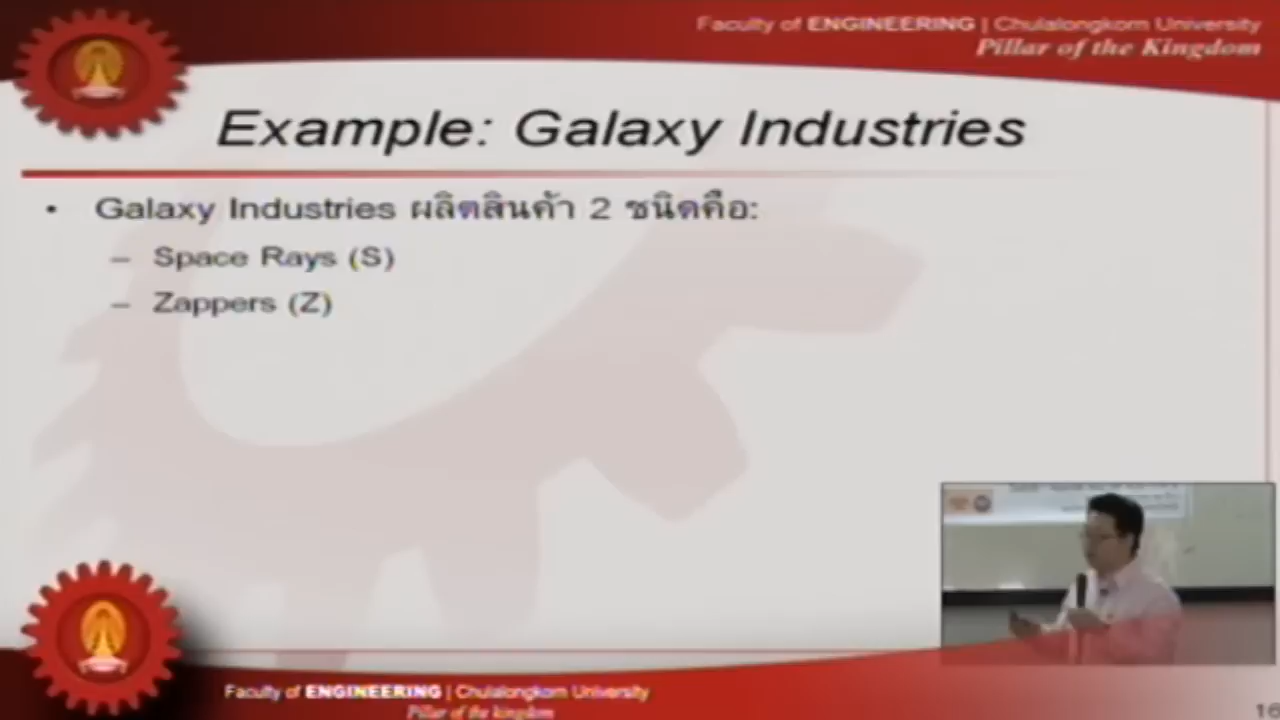 Faculty of ENGINEERING | Chulalongkorn University
Pillar of the Kingdom
Example: Galaxy Industries
• Galaxy Industries ผลิตสินค้า 2 ชนิดคือ:
– Space Rays (S)
– Zappers (Z)
Faculty of ENGINEERING | Chulalongkorn University
Pillar of the kingdom
16